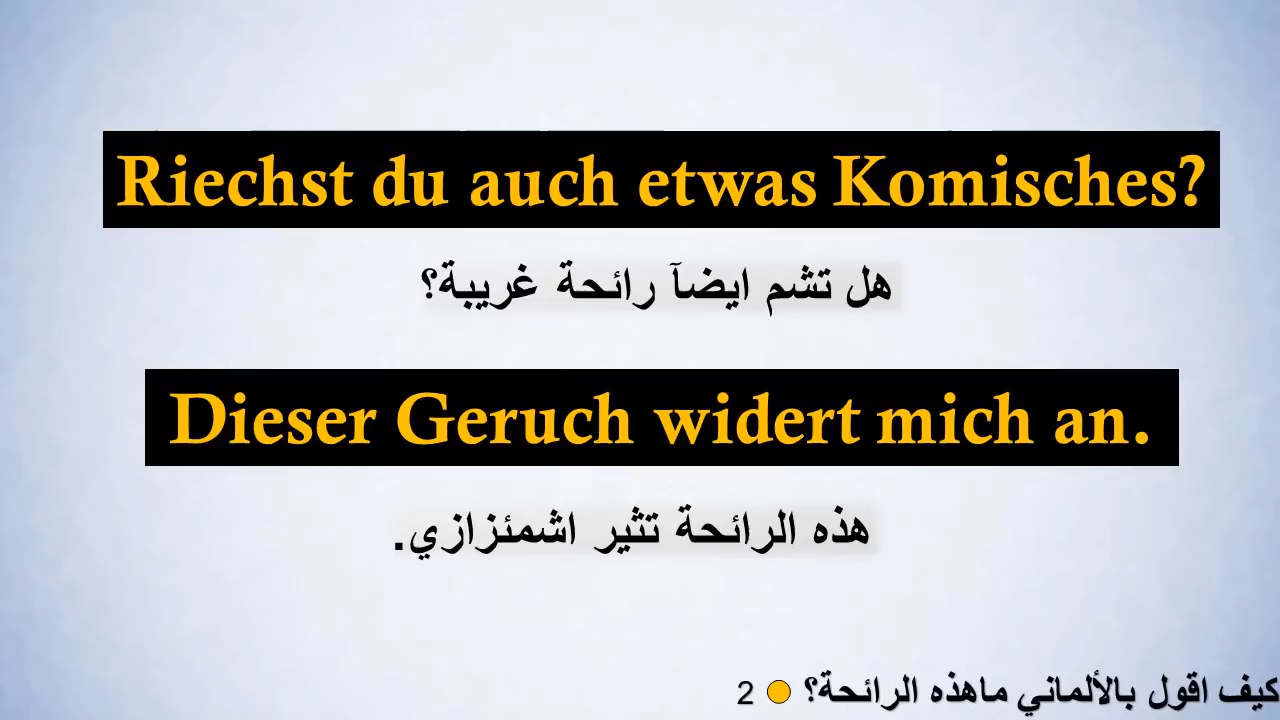 Riechst du auch etwas Komisches?
هل تشم ايضآ رائحة غريبة؟
Dieser Geruch widert mich an.
هذه الرائحة تثير اشمئزازي.
كيف اقول بالألماني ماهذه الرائحة؟ 2